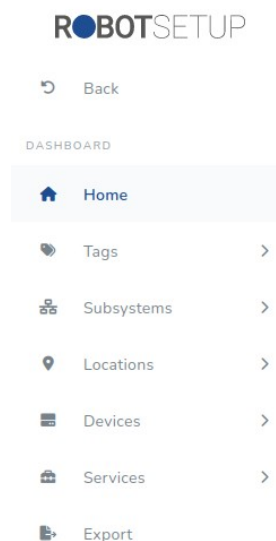 ROBOTSETUP
Back
DASHBOARD
Home
Tags
Subsystems
Locations
Devices
Services
Export